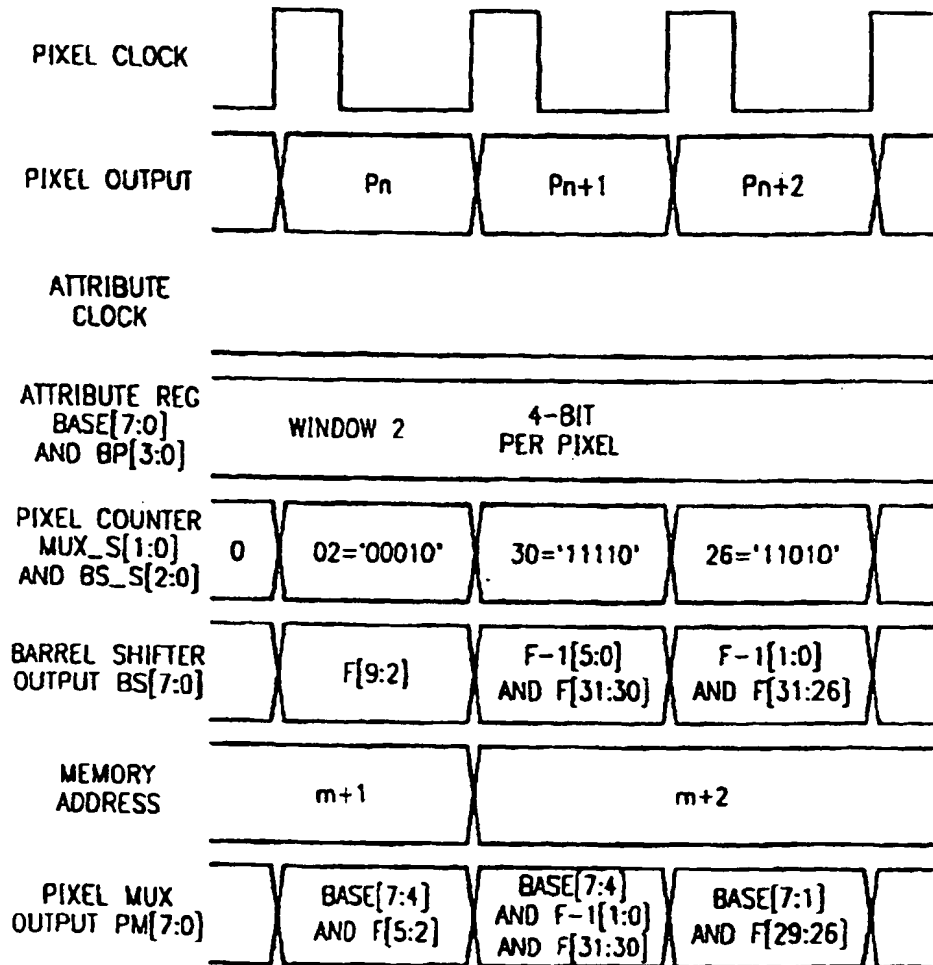 PIXEL CLOCK
PIXEL OUTPUT
Pn
Pn+1
Pn+2
ATTRIBUTE
CLOCK
ATTRIBUTE REG
BASE[7:0]
AND BP[3:0]
WINDOW 2
4-BIT
PER PIXEL
PIXEL COUNTER
MUX_S[1:0]
AND BS_S[2:0]
0
02='00010'
30='11110'
26='11010'
BARREL SHIFTER
OUTPUT BS[7:0]
F[9:2]
F-1[5:0]
AND F[31:30]
F-1[1:0]
AND F[31:26]
MEMORY
ADDRESS
m+1
m+2
PIXEL MUX
OUTPUT PM[7:0]
BASE[7:4]
AND F[5:2]
BASE[7:4]
AND F-1[1:0]
AND F[31:30]
BASE[7:1]
AND F[29:26]